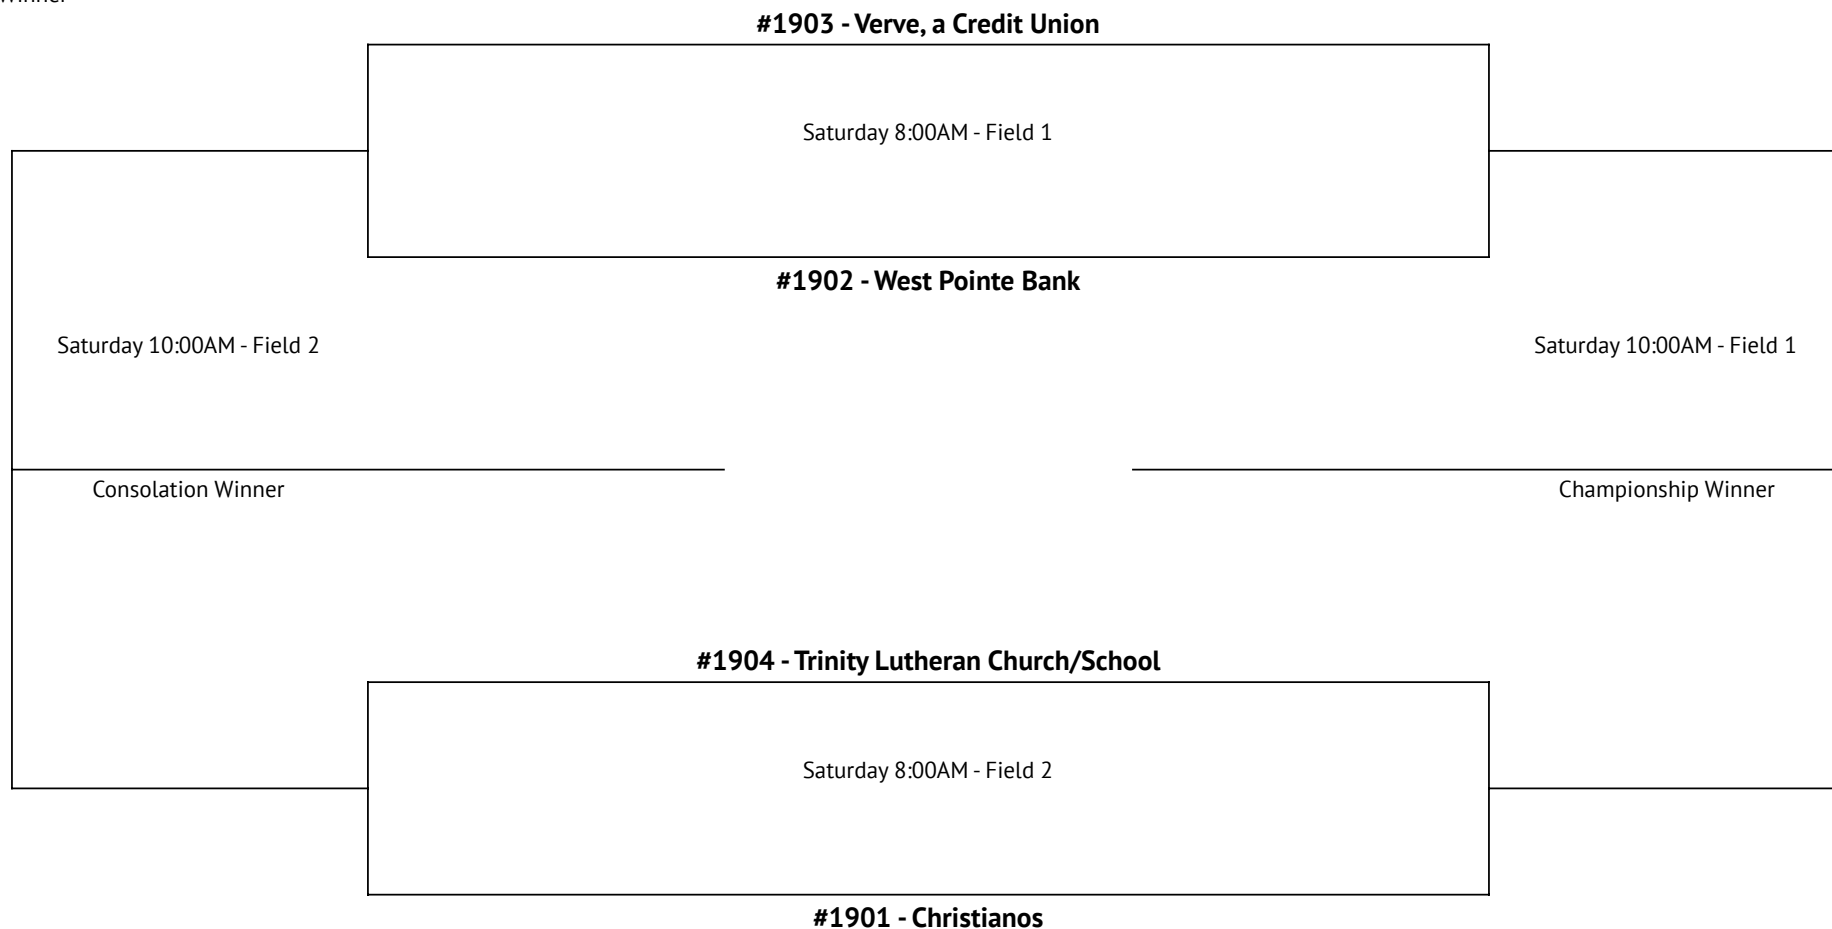 Winner
#1903 - Verve, a Credit Union
Saturday 8:00AM - Field 1
#1902 - West Pointe Bank
Saturday 10:00AM - Field 2
Saturday 10:00AM - Field 1
Consolation Winner
Championship Winner
#1904 - Trinity Lutheran Church/School
Saturday 8:00AM - Field 2
#1901 - Christianos